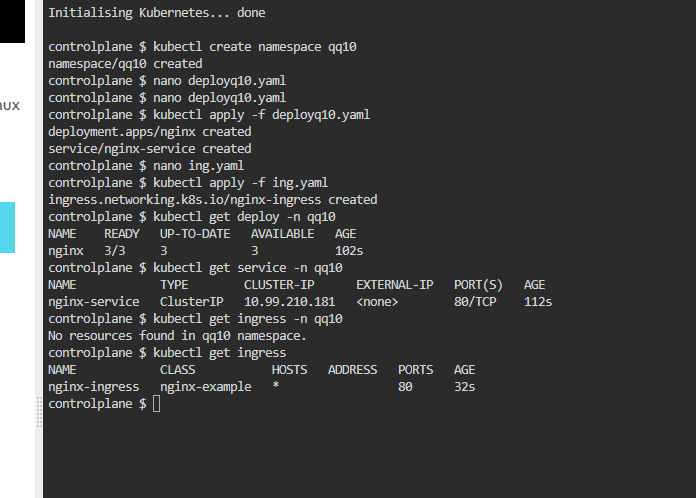 Initialising Kubernetes... done
controlplane $ kubectl create namespace qq10
namespace/qq10 created
controlplane $ nano deployq10.yaml
controlplane $ nano deployq10.yaml
controlplane $ kubectl apply -f deployq10.yaml
deployment.apps/nginx created
service/nginx-service created
controlplane $ nano ing.yaml
controlplane $ kubectl apply -f ing.yaml
ingress.networking.k8s.io/nginx-ingress created
controlplane $ kubectl get deploy -n qq10
NAME READY UP-TO-DATE AVAILABLE AGE
nginx 3/3 3 3 102s
controlplane $ kubectl get service -n qq10
NAME TYPE CLUSTER-IP EXTERNAL-IP PORT(S) AGE
nginx-service ClusterIP 10.99.210.181 <none> 80/TCP 112s
controlplane $ kubectl get ingress -n qq10
No resources found in qq10 namespace.
controlplane $ kubectl get ingress
NAME CLASS HOSTS ADDRESS PORTS AGE
nginx-ingress nginx-example * 80 32s
controlplane $